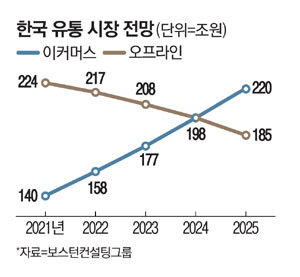 한국 유통 시장 전망(단위=조원)
이커머스 오프라인
224 217 208 198 220
140 158 177 185
2021년 2022 2023 2024 2025
*자료=보스턴컨설팅그룹